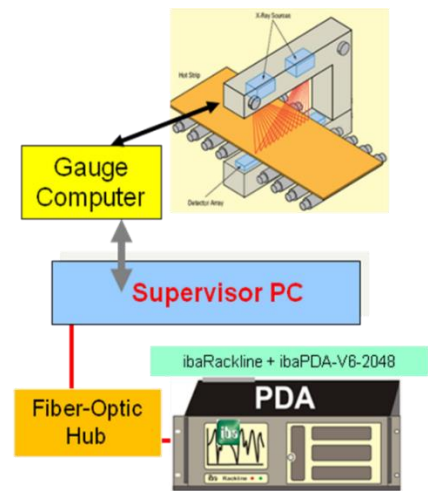 X-Ray Sources
Hot Strip
Gauge
Computer
Detector Array
Supervisor PC
ibaRackline + ibaPDA-V6-2048
Fiber-Optic
Hub
PDA
iba
iba Rackline